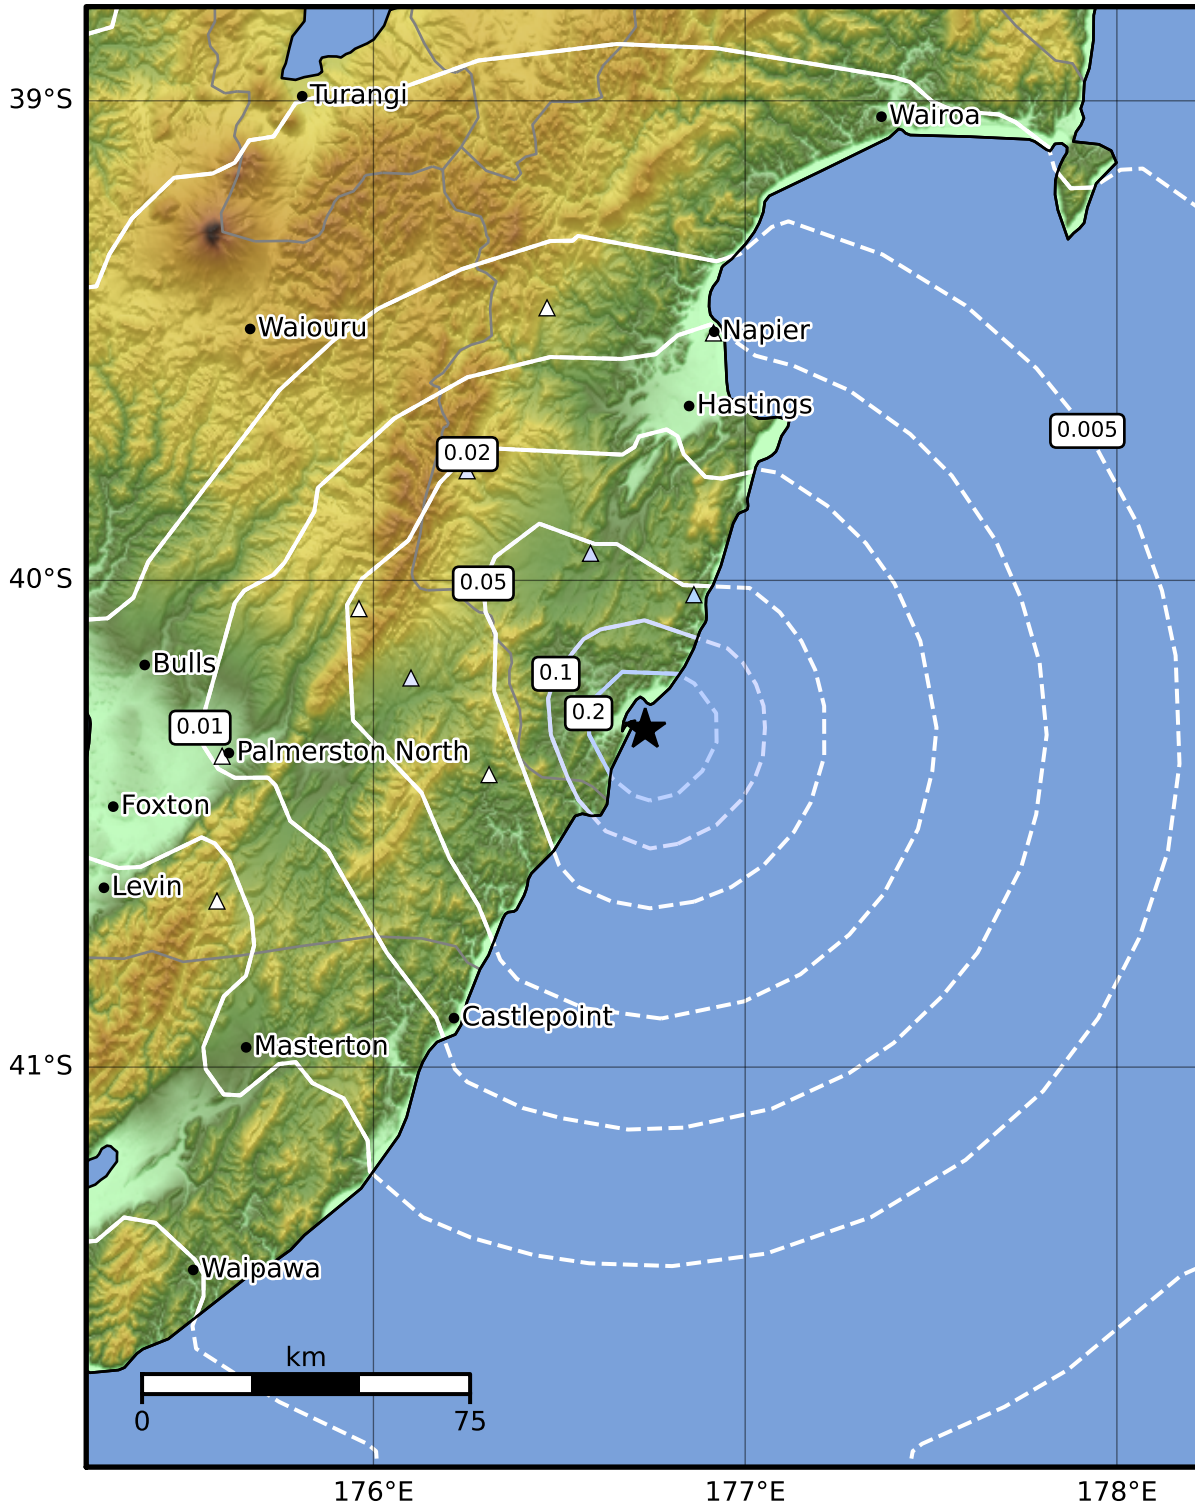 39°S
Turangi
Wairoa
Waiouru
Napier
Hastings
0.005
0.02
40°S
0.05
Bulls
0.1
0.2
0.01
Palmerston North
Foxton
Levin
Castlepoint
Masterton
41°S
Waipawa
km
0
75
176°E
177°E
178°E